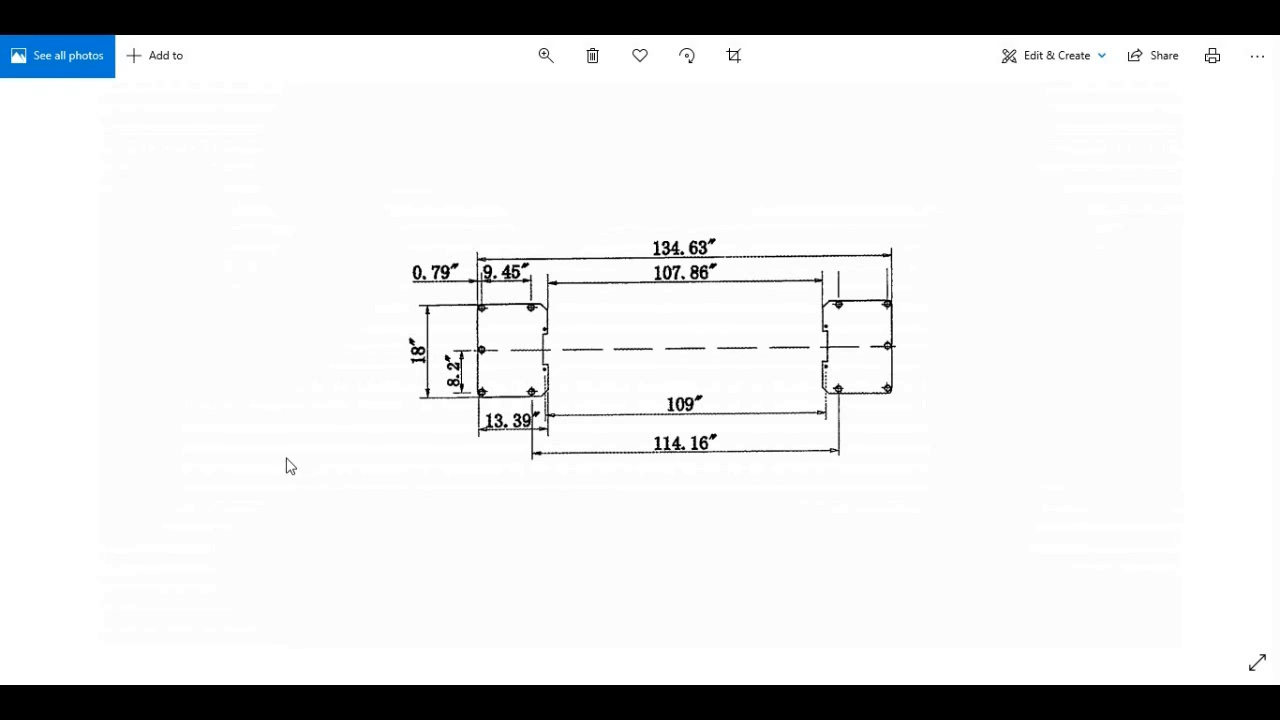 See all photos
Add to
Edit & Create
Share
134.63″
0.79″ 9.45″ 107.86″
18″
8.2″
109″
13.39″
114.16″